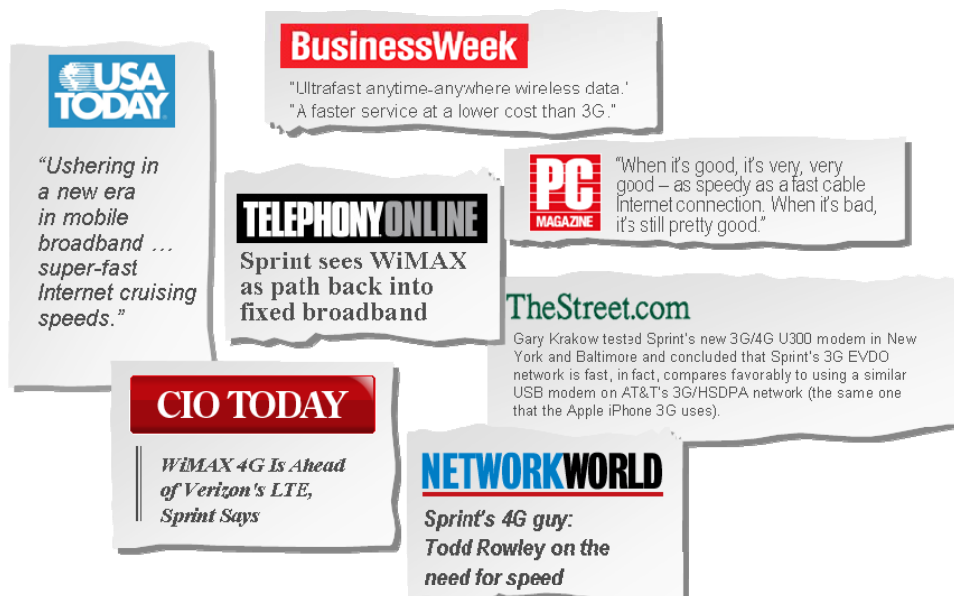 USA
TODAY
"Ushering in
a new era
in mobile
broadband ...
super-fast
Internet cruising
speeds."
BusinessWeek
"Ultrafast anytime-anywhere wireless data.'
"A faster service at a lower cost than 3G."
PC
MAGAZINE
"When it's good, it's very, very
good – as speedy as a fast cable
Internet connection. When it's bad,
it's still pretty good."
TELEPHONY ONLINE
Sprint sees WiMAX
as path back into
fixed broadband
TheStreet.com
Gary Krakow tested Sprint's new 3G/4G U300 modem in New
York and Baltimore and concluded that Sprint's 3G EVDO
network is fast, in fact, compares favorably to using a similar
USB modem on AT&T's 3G/HSDPA network (the same one
that the Apple iPhone 3G uses).
CIO TODAY
WiMAX 4G Is Ahead
of Verizon's LTE,
Sprint Says
NETWORKWORLD
Sprint's 4G guy:
Todd Rowley on the
need for speed